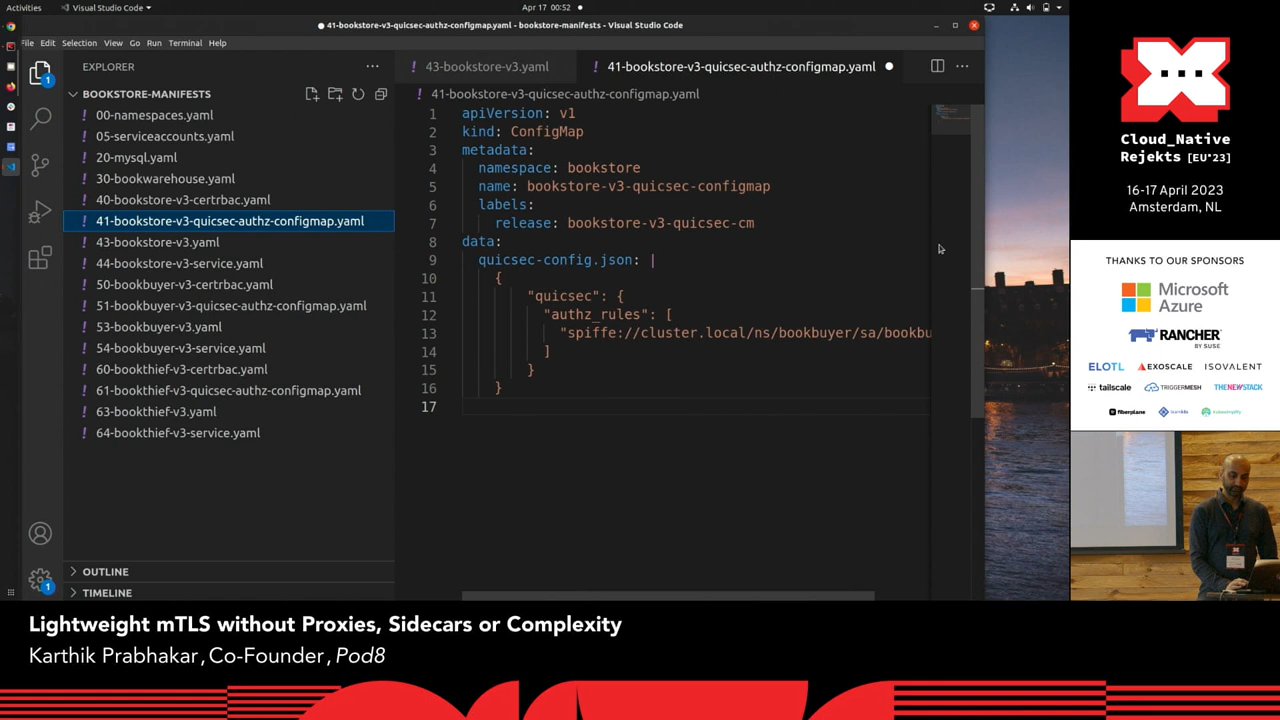 Activities
Visual Studio Code
Apr 17 00:52
41-bookstore-v3-quicsec-authz-configmap.yaml - bookstore-manifests - Visual Studio Code
File Edit Selection View Go Run Terminal Help
EXPLORER
BOOKSTORE-MANIFESTS
00-namespaces.yaml
05-serviceaccounts.yaml
20-mysql.yaml
30-bookwarehouse.yaml
40-bookstore-v3-certrbac.yaml
41-bookstore-v3-quicsec-authz-configmap.yaml
43-bookstore-v3.yaml
44-bookstore-v3-service.yaml
50-bookbuyer-v3-certrbac.yaml
51-bookbuyer-v3-quicsec-authz-configmap.yaml
53-bookbuyer-v3.yaml
54-bookbuyer-v3-service.yaml
60-bookthief-v3-certrbac.yaml
61-bookthief-v3-quicsec-authz-configmap.yaml
63-bookthief-v3.yaml
64-bookthief-v3-service.yaml
OUTLINE
TIMELINE
1
1
43-bookstore-v3.yaml
41-bookstore-v3-quicsec-authz-configmap.yaml
41-bookstore-v3-quicsec-authz-configmap.yaml
1 apiVersion: v1
2 kind: ConfigMap
3 metadata:
4 namespace: bookstore
5 name: bookstore-v3-quicsec-configmap
6 labels:
7 release: bookstore-v3-quicsec-cm
8 data:
9 quicsec-config.json: |
10 {
11 "quicsec": {
12 "authz_rules": [
13 "spiffe://cluster.local/ns/bookbuyer/sa/bookbu
14 ]
15 }
16 }
17
Cloud_Native
Rejekts [EU'23]
16-17 April 2023
Amsterdam, NL
THANKS TO OUR SPONSORS
Microsoft
Azure
RANCHER
BY SUSE
ELOTL
EXOSCALE
ISOVALENT
tailscale
TRIGGERMESH
THENEWSTACK
fiberplane
kubesimplify
Lightweight mTLS without Proxies, Sidecars or Complexity
Karthik Prabhakar, Co-Founder, Pod8